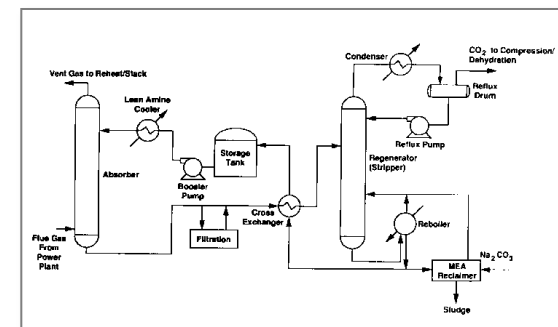 CO2 to Compression/
Dehydration
Condenser
Vent Gas to Reheat/Stack
Reflux
Drum
Lean Amine
Cooler
Storage
Tank
Reflux Pump
Regenerator
(Stripper)
Absorber
Booster
Pump
Cross
Exchanger
Reboiler
Flue Gas
From
Power
Plant
Filtration
Na2CO3
MEA
Reclaimer
Sludge